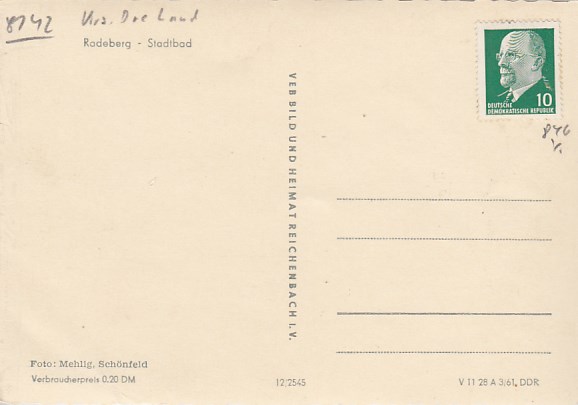 8142 Krs. Dre Land
Radeberg - Stadtbad
VEB BILD UND HEIMAT REICHENBACH I. V.
10
DEUTSCHE
DEMOKRATISCHE REPUBLIK
Foto: Mehlig, Schönfeld
Verbraucherpreis 0.20 DM
12/2545
V 11 28 A 3/61, DDR